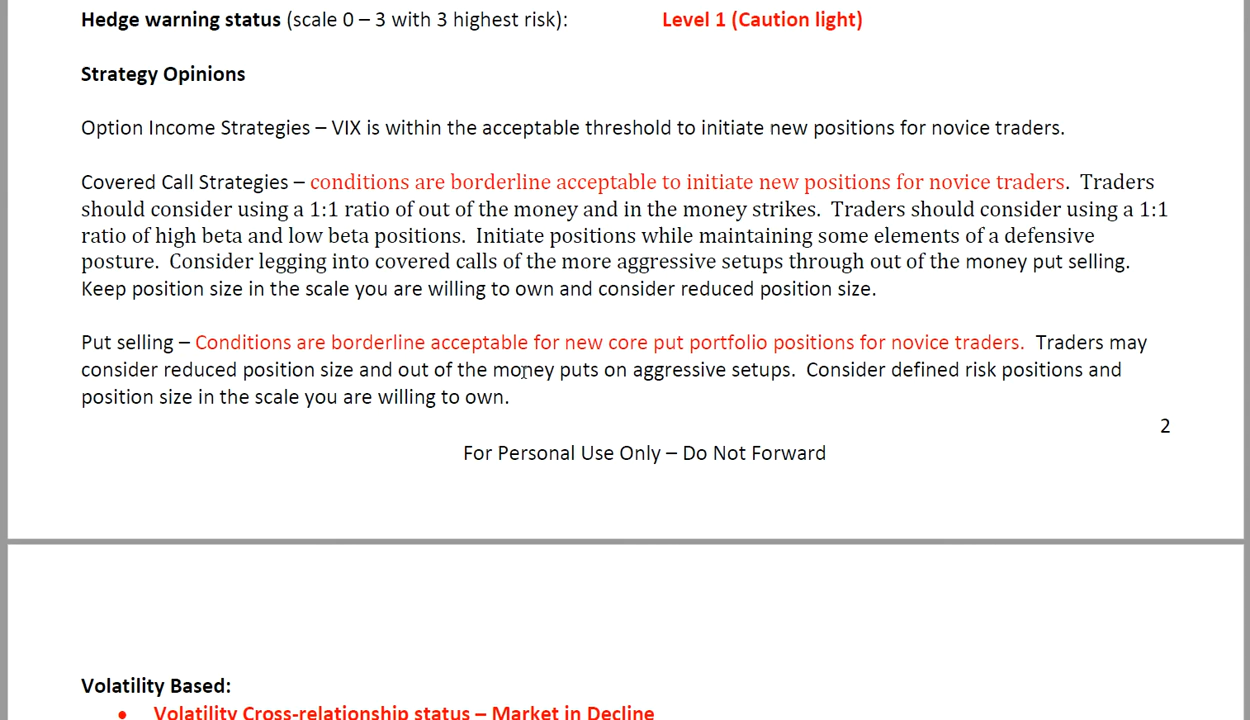 Hedge warning status (scale 0 – 3 with 3 highest risk): Level 1 (Caution light)
Strategy Opinions
Option Income Strategies – VIX is within the acceptable threshold to initiate new positions for novice traders.
Covered Call Strategies – conditions are borderline acceptable to initiate new positions for novice traders. Traders
should consider using a 1:1 ratio of out of the money and in the money strikes. Traders should consider using a 1:1
ratio of high beta and low beta positions. Initiate positions while maintaining some elements of a defensive
posture. Consider legging into covered calls of the more aggressive setups through out of the money put selling.
Keep position size in the scale you are willing to own and consider reduced position size.
Put selling – Conditions are borderline acceptable for new core put portfolio positions for novice traders. Traders may
consider reduced position size and out of the money puts on aggressive setups. Consider defined risk positions and
position size in the scale you are willing to own.
2
For Personal Use Only – Do Not Forward
Volatility Based:
• Volatility Cross-relationship status – Market in Decline